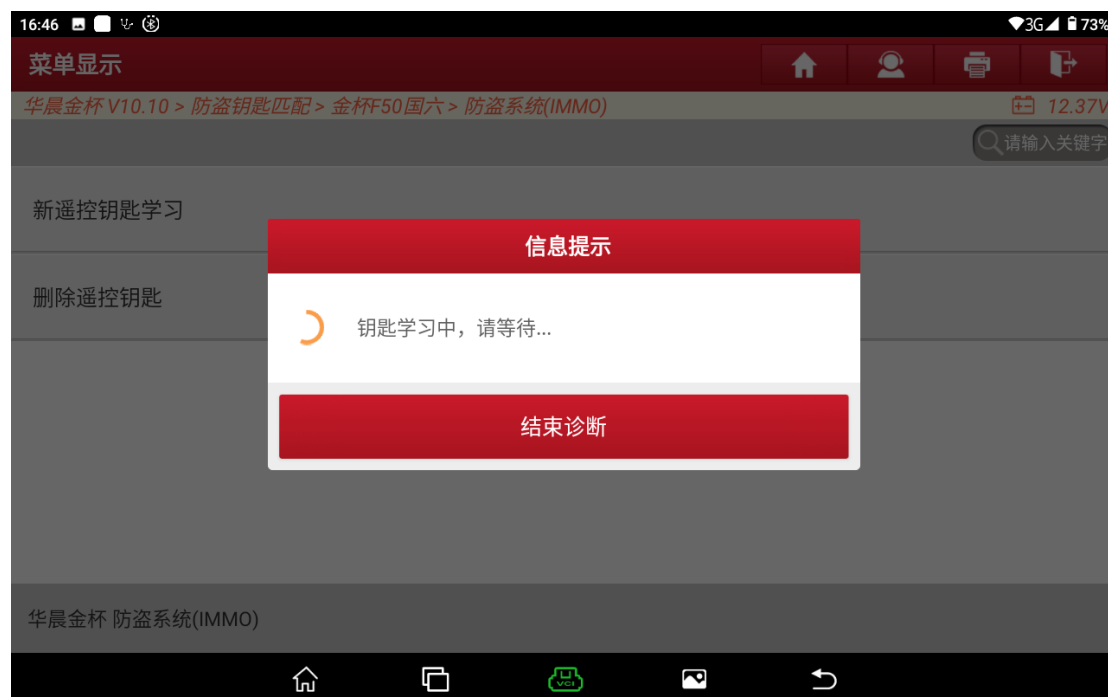 16:46 3G 73%
菜单显示
华晨金杯 V10.10 > 防盗钥匙匹配 > 金杯F50国六 > 防盗系统(IMMO) 12.37V
请输入关键字
新遥控钥匙学习
信息提示
删除遥控钥匙
钥匙学习中，请等待...
结束诊断
华晨金杯 防盗系统(IMMO)
VCI